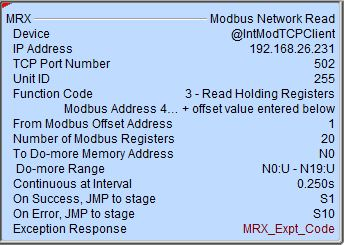 MRX Modbus Network Read
Device @IntModTCPClient
IP Address 192.168.26.231
TCP Port Number 502
Unit ID 255
Function Code 3 - Read Holding Registers
Modbus Address 4... + offset value entered below
From Modbus Offset Address 1
Number of Modbus Registers 20
To Do-more Memory Address N0
Do-more Range N0:U - N19:U
Continuous at Interval 0.250s
On Success, JMP to stage S1
On Error, JMP to stage S10
Exception Response MRX_Expt_Code